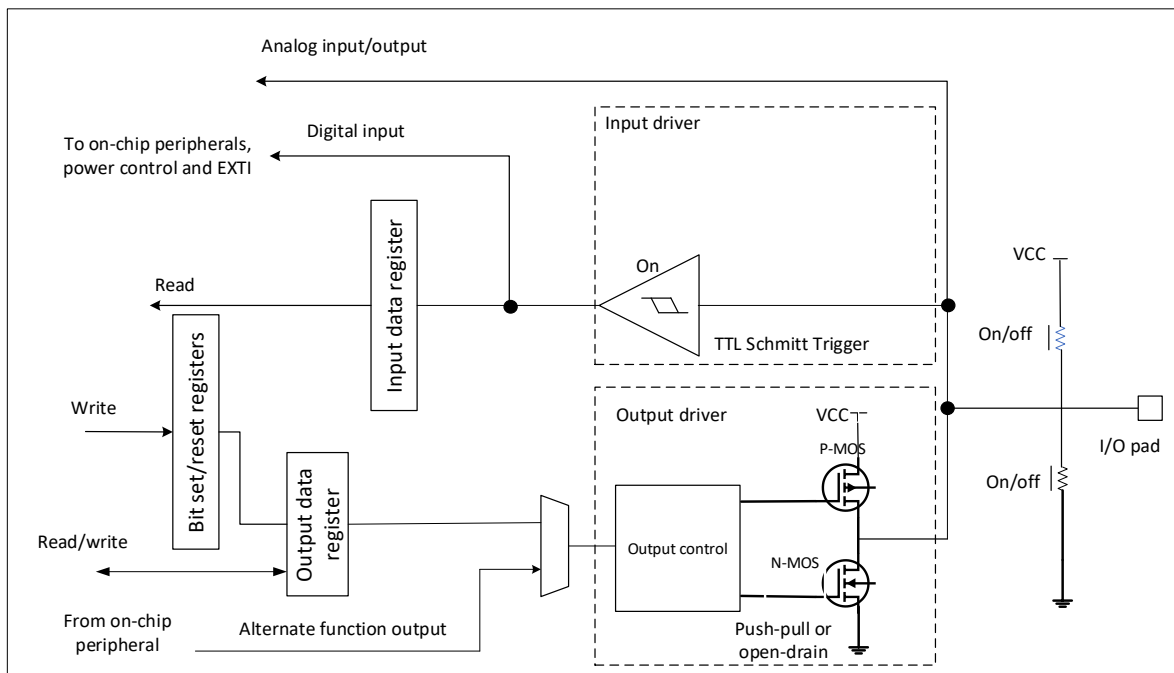 Analog input/output
Digital input
To on-chip peripherals,
power control and EXTI
Input driver
On
TTL Schmitt Trigger
Read
Input data register
Bit set/reset registers
Write
Output data
register
Read/write
From on-chip
peripheral
Alternate function output
Output driver
VCC
P-MOS
Output control
N-MOS
Push-pull or
open-drain
VCC
On/off
I/O pad
On/off